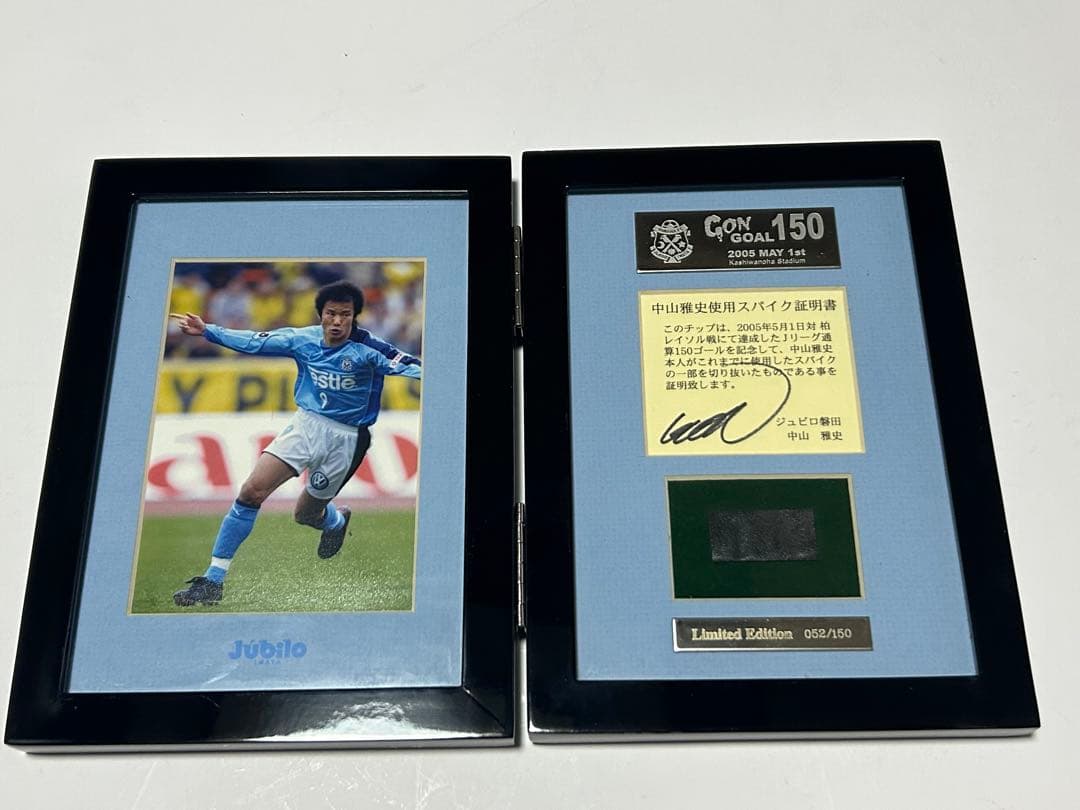 Y P
estle
9
Júbilo
IWATA
GON
GOAL 150
2005 MAY 1st
Kashiwanoha Stadium
中山雅史使用スパイク証明書
このチップは、2005年5月1日対 柏
レイソル戦にて達成したJリーグ通
算150ゴールを記念して、中山雅史
本人がこれまでに使用したスパイク
の一部を切り抜いたものである事を
証明致します。
ジュビロ磐田
中山 雅史
Limited Edition 052/150